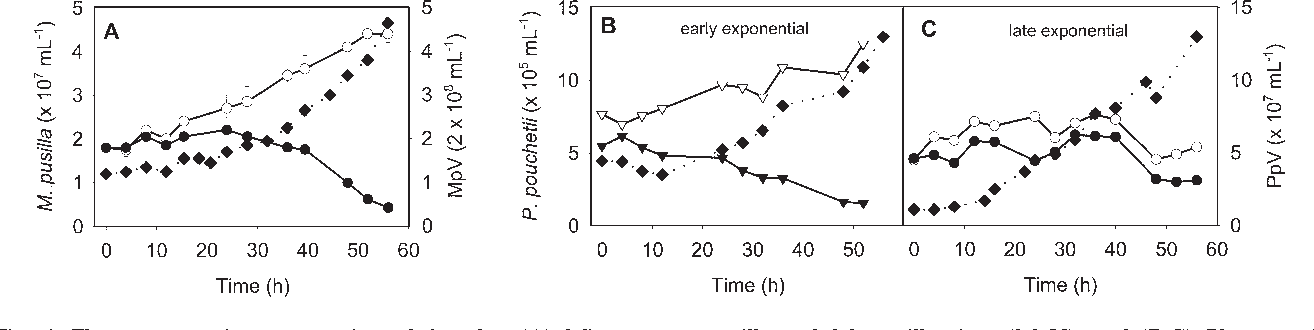 A
M. pusilla (x 10⁷ mL⁻¹)
5
4
3
2
1
0
5
4
3
2
1
0
MpV (2 x 10⁸ mL⁻¹)
0 10 20 30 40 50 60
Time (h)
B
early exponential
P. pouchetii (x 10⁵ mL⁻¹)
15
10
5
0
0 10 20 30 40 50
Time (h)
C
late exponential
15
10
5
0
PpV (x 10⁷ mL⁻¹)
0 10 20 30 40 50 60
Time (h)